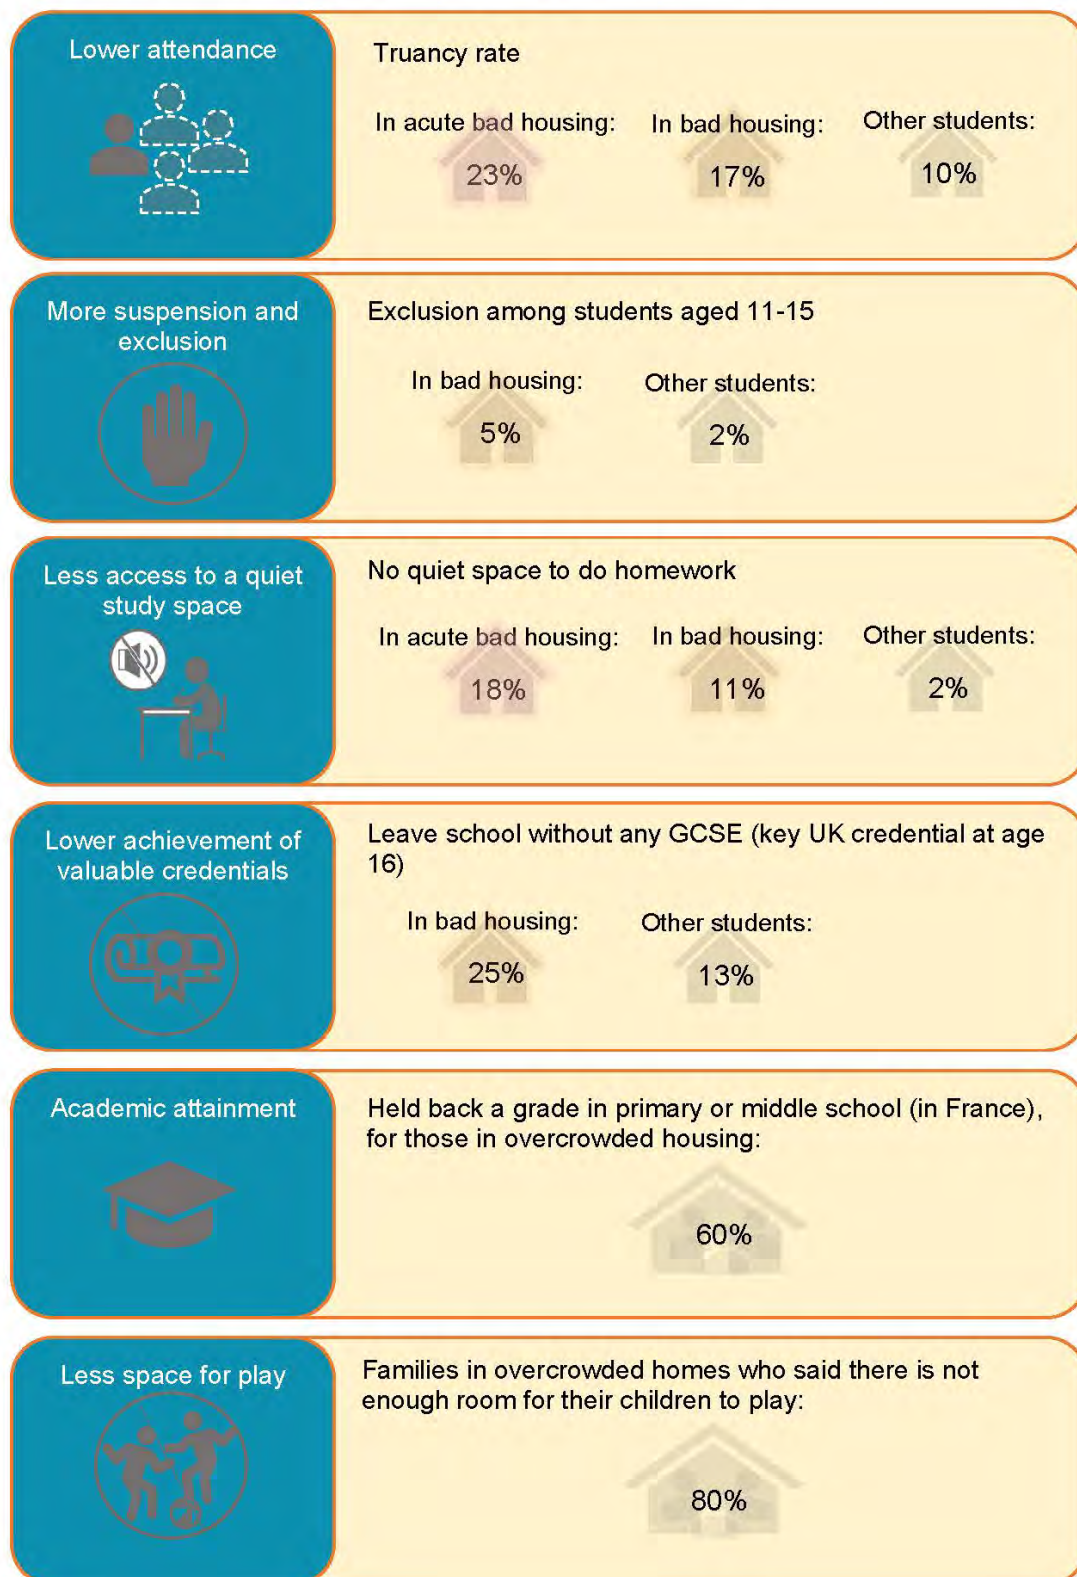 Lower attendance
Truancy rate
In acute bad housing:
In bad housing:
Other students:
23%
17%
10%
More suspension and
exclusion
Exclusion among students aged 11-15
In bad housing:
Other students:
5%
2%
Less access to a quiet
study space
No quiet space to do homework
In acute bad housing:
In bad housing:
Other students:
18%
11%
2%
Lower achievement of
valuable credentials
Leave school without any GCSE (key UK credential at age
16)
In bad housing:
Other students:
25%
13%
Academic attainment
Held back a grade in primary or middle school (in France),
for those in overcrowded housing:
60%
Less space for play
Families in overcrowded homes who said there is not
enough room for their children to play:
80%